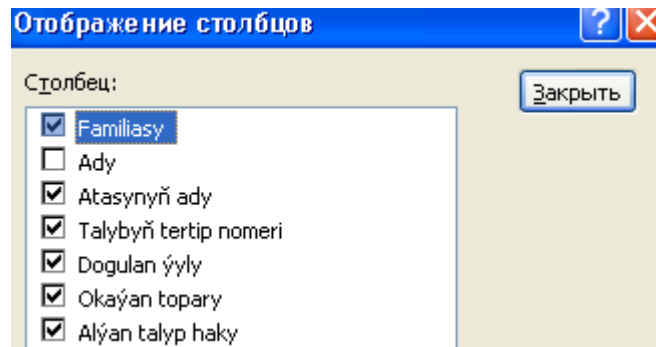 Отображение столбцов
Столбец:
Закрыть
Familiasy
Ady
Atasynyň ady
Talybyň tertip nomeri
Dogulan ýyly
Okaýan topary
Alýan talyp haky